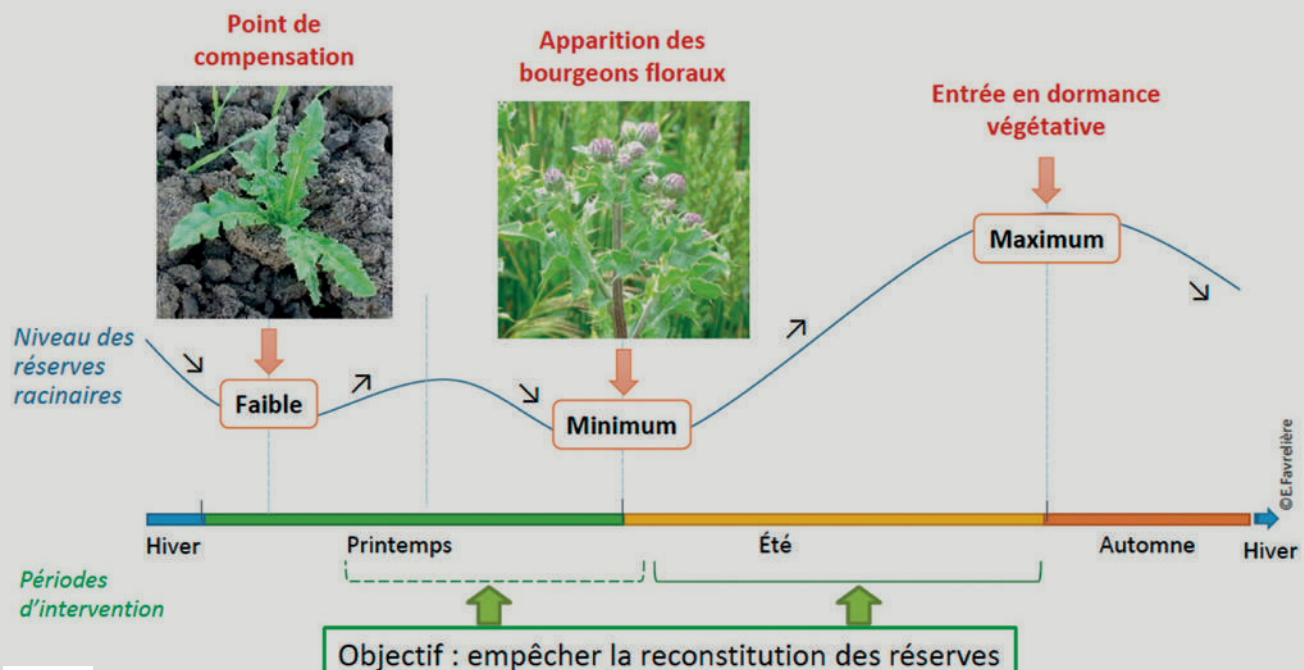 Point de
compensation
Apparition des
bourgeons floraux
Entrée en dormance
végétative
Niveau des
réserves
racinaires
Faible
Minimum
Maximum
©E.Favrelière
Hiver
Printemps
Été
Automne
Hiver
Périodes
d'intervention
Objectif : empêcher la reconstitution des réserves